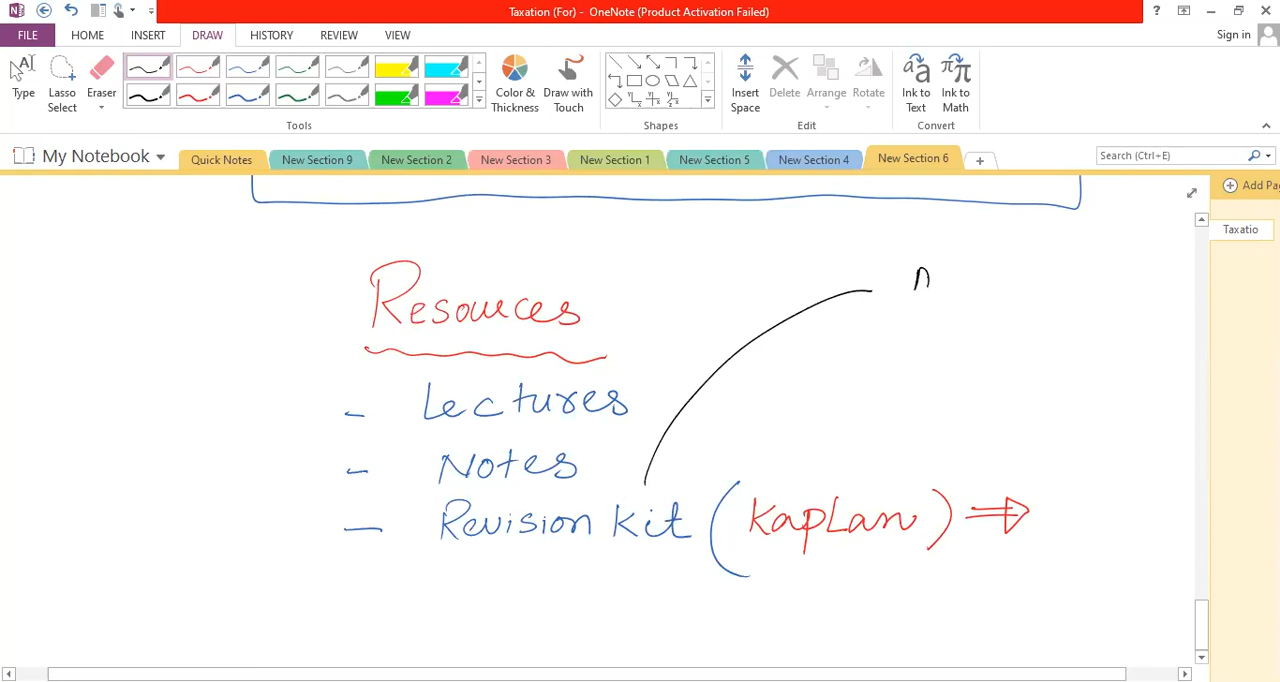 Taxation (For) - OneNote (Product Activation Failed)
?
FILE HOME INSERT DRAW HISTORY REVIEW VIEW
Sign in
Type
Lasso Select
Eraser
Color & Thickness
Draw with Touch
Insert Space
Delete
Arrange
Rotate
Ink to Text
Ink to Math
Tools Shapes Edit Convert
My Notebook Quick Notes New Section 9 New Section 2 New Section 3 New Section 1 New Section 5 New Section 4 New Section 6 + Search (Ctrl+E)
Add Pa
Taxatio
n
Resources
- Lectures
- Notes
- Revision Kit (Kaplan) ⇒